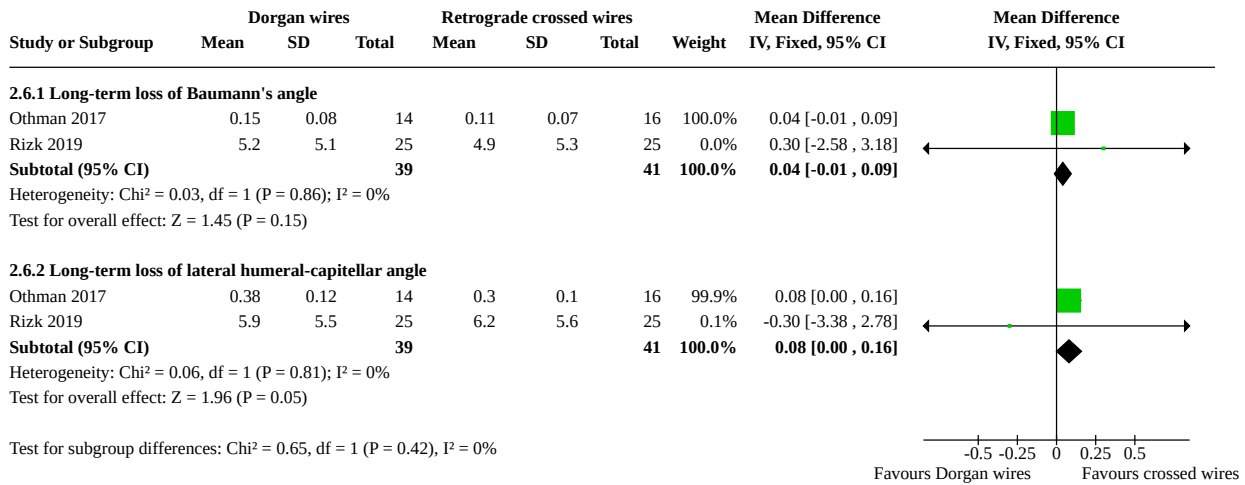 Dorgan wires Retrograde crossed wires Mean Difference Mean Difference
Study or Subgroup Mean SD Total Mean SD Total Weight IV, Fixed, 95% CI IV, Fixed, 95% CI
2.6.1 Long-term loss of Baumann's angle
Othman 2017 0.15 0.08 14 0.11 0.07 16 100.0% 0.04 [-0.01 , 0.09]
Rizk 2019 5.2 5.1 25 4.9 5.3 25 0.0% 0.30 [-2.58 , 3.18]
Subtotal (95% CI) 39 41 100.0% 0.04 [-0.01 , 0.09]
Heterogeneity: Chi² = 0.03, df = 1 (P = 0.86); I² = 0%
Test for overall effect: Z = 1.45 (P = 0.15)
2.6.2 Long-term loss of lateral humeral-capitellar angle
Othman 2017 0.38 0.12 14 0.3 0.1 16 99.9% 0.08 [0.00 , 0.16]
Rizk 2019 5.9 5.5 25 6.2 5.6 25 0.1% -0.30 [-3.38 , 2.78]
Subtotal (95% CI) 39 41 100.0% 0.08 [0.00 , 0.16]
Heterogeneity: Chi² = 0.06, df = 1 (P = 0.81); I² = 0%
Test for overall effect: Z = 1.96 (P = 0.05)
Test for subgroup differences: Chi² = 0.65, df = 1 (P = 0.42), I² = 0%
-0.5 -0.25 0 0.25 0.5
Favours Dorgan wires Favours crossed wires